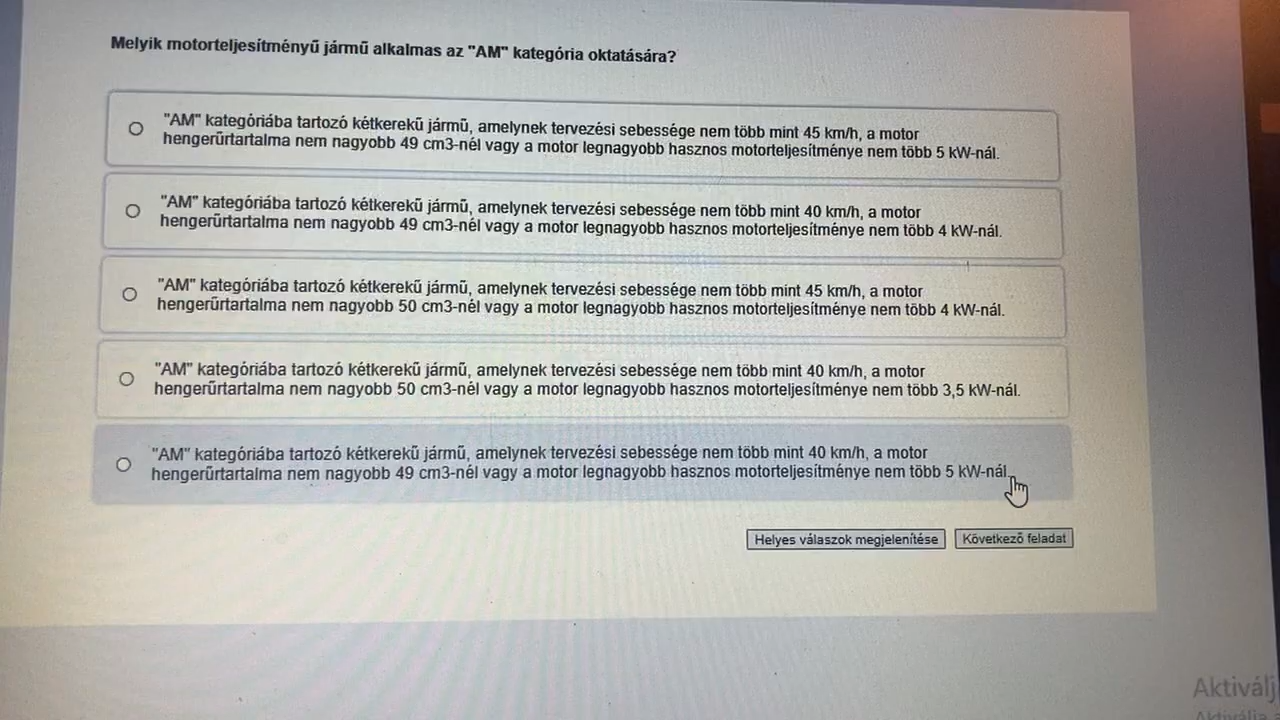 Melyik motorteljesítményű jármű alkalmas az "AM" kategória oktatására?
"AM" kategóriába tartozó kétkerekű jármű, amelynek tervezési sebessége nem több mint 45 km/h, a motor
hengerűrtartalma nem nagyobb 49 cm3-nél vagy a motor legnagyobb hasznos motorteljesítménye nem több 5 kW-nál.
"AM" kategóriába tartozó kétkerekű jármű, amelynek tervezési sebessége nem több mint 40 km/h, a motor
hengerűrtartalma nem nagyobb 49 cm3-nél vagy a motor legnagyobb hasznos motorteljesítménye nem több 4 kW-nál.
"AM" kategóriába tartozó kétkerekű jármű, amelynek tervezési sebessége nem több mint 45 km/h, a motor
hengerűrtartalma nem nagyobb 50 cm3-nél vagy a motor legnagyobb hasznos motorteljesítménye nem több 4 kW-nál.
"AM" kategóriába tartozó kétkerekű jármű, amelynek tervezési sebessége nem több mint 40 km/h, a motor
hengerűrtartalma nem nagyobb 50 cm3-nél vagy a motor legnagyobb hasznos motorteljesítménye nem több 3,5 kW-nál.
"AM" kategóriába tartozó kétkerekű jármű, amelynek tervezési sebessége nem több mint 40 km/h, a motor
hengerűrtartalma nem nagyobb 49 cm3-nél vagy a motor legnagyobb hasznos motorteljesítménye nem több 5 kW-nál.
Helyes válaszok megjelenítése
Következő feladat
Aktiválj